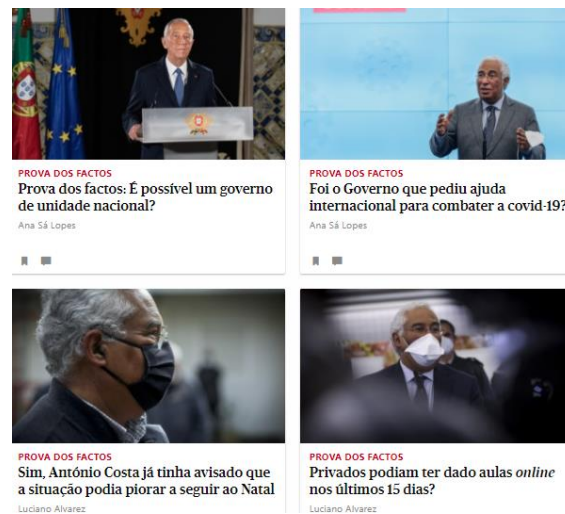 PROVA DOS FACTOS
Prova dos factos: É possível um governo
de unidade nacional?
Ana Sá Lopes
PROVA DOS FACTOS
Foi o Governo que pediu ajuda
internacional para combater a covid-19?
Ana Sá Lopes
PROVA DOS FACTOS
Sim, António Costa já tinha avisado que
a situação podia piorar a seguir ao Natal
Luciano Alvarez
PROVA DOS FACTOS
Privados podiam ter dado aulas online
nos últimos 15 dias?
Luciano Alvarez